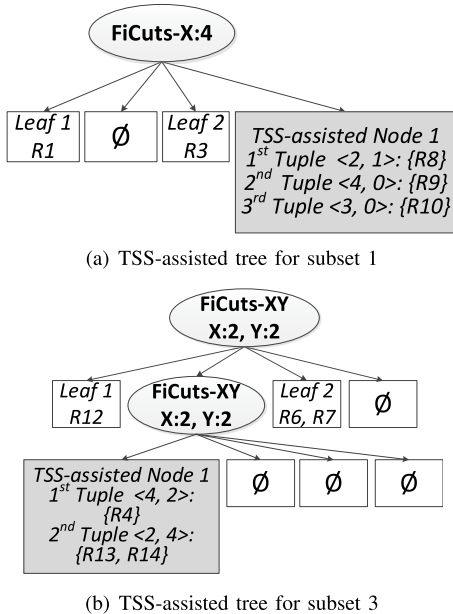 FiCuts-X:4
Leaf 1
R1
Ø
Leaf 2
R3
TSS-assisted Node 1
1st Tuple <2, 1>: {R8}
2nd Tuple <4, 0>: {R9}
3rd Tuple <3, 0>: {R10}
(a) TSS-assisted tree for subset 1
FiCuts-XY
X:2, Y:2
Leaf 1
R12
FiCuts-XY
X:2, Y:2
Leaf 2
R6, R7
Ø
TSS-assisted Node 1
1st Tuple <4, 2>:
{R4}
2nd Tuple <2, 4>:
{R13, R14}
Ø
Ø
Ø
(b) TSS-assisted tree for subset 3